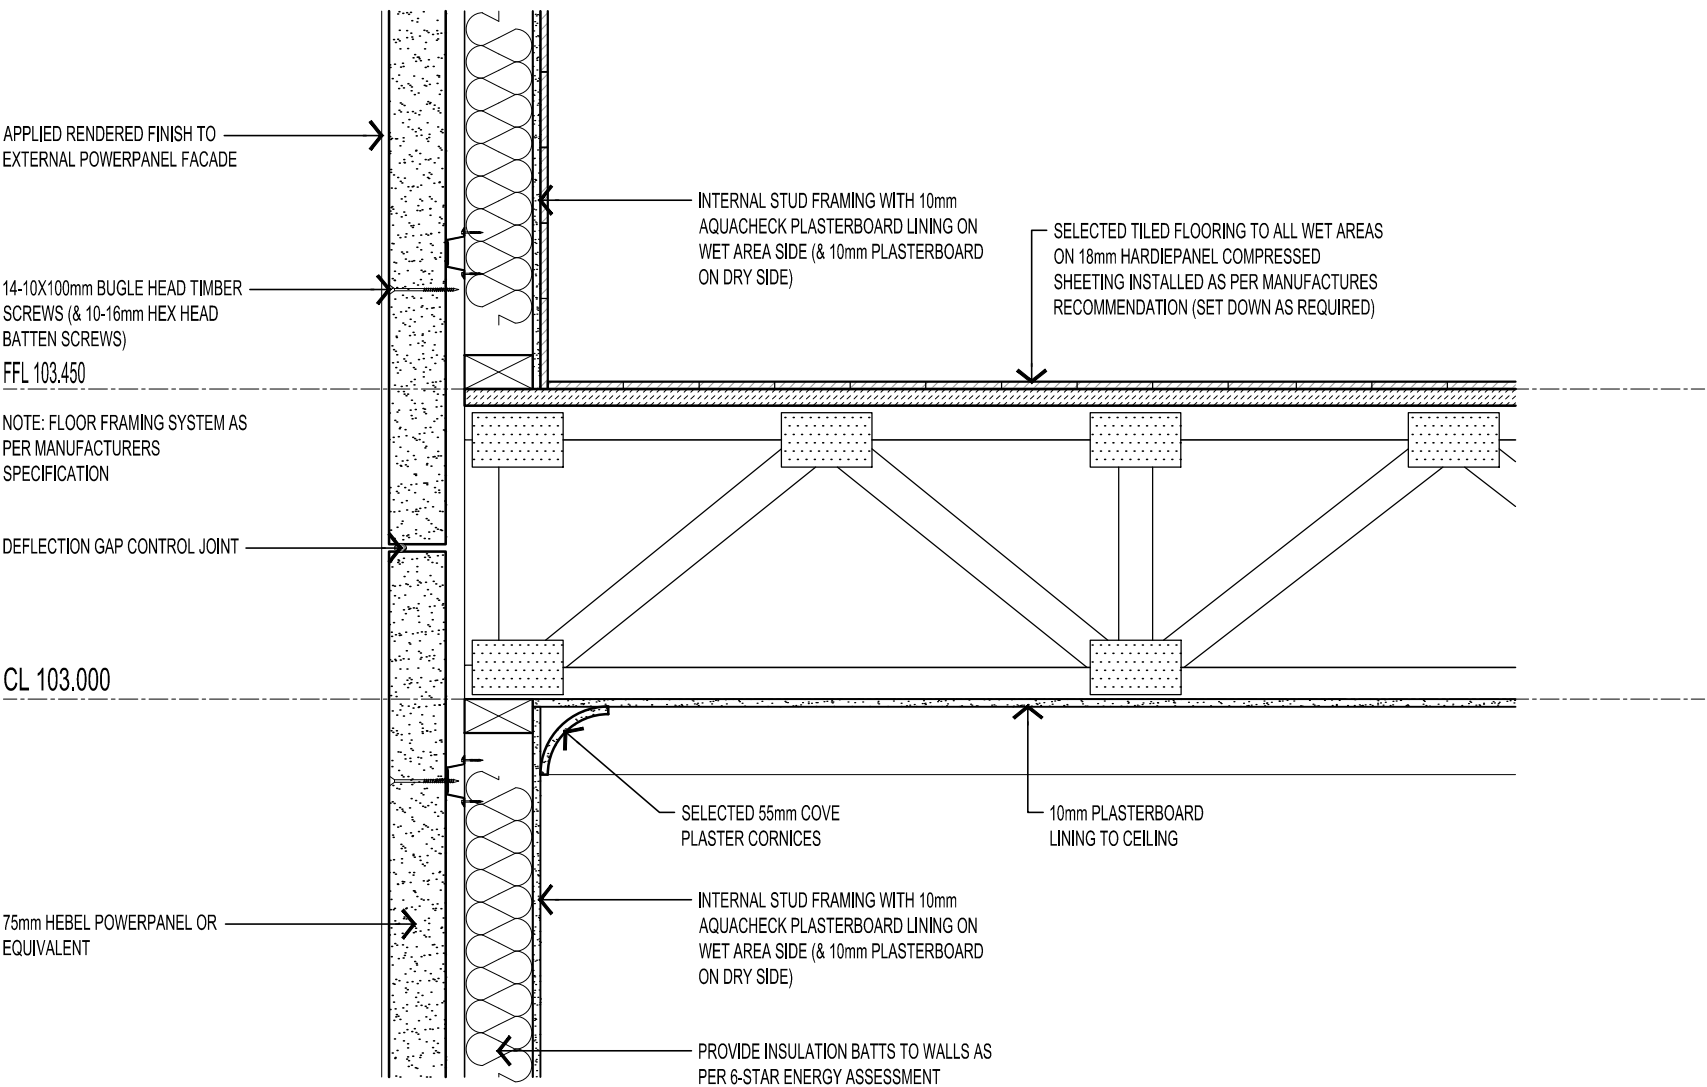 APPLIED RENDERED FINISH TO
EXTERNAL POWERPANEL FACADE
INTERNAL STUD FRAMING WITH 10mm
AQUACHECK PLASTERBOARD LINING ON
WET AREA SIDE (& 10mm PLASTERBOARD
ON DRY SIDE)
SELECTED TILED FLOORING TO ALL WET AREAS
ON 18mm HARDIEPANEL COMPRESSED
SHEETING INSTALLED AS PER MANUFACTURES
RECOMMENDATION (SET DOWN AS REQUIRED)
14-10X100mm BUGLE HEAD TIMBER
SCREWS (& 10-16mm HEX HEAD
BATTEN SCREWS)
FFL 103.450
NOTE: FLOOR FRAMING SYSTEM AS
PER MANUFACTURERS
SPECIFICATION
DEFLECTION GAP CONTROL JOINT
CL 103.000
SELECTED 55mm COVE
PLASTER CORNICES
10mm PLASTERBOARD
LINING TO CEILING
75mm HEBEL POWERPANEL OR
EQUIVALENT
INTERNAL STUD FRAMING WITH 10mm
AQUACHECK PLASTERBOARD LINING ON
WET AREA SIDE (& 10mm PLASTERBOARD
ON DRY SIDE)
PROVIDE INSULATION BATTS TO WALLS AS
PER 6-STAR ENERGY ASSESSMENT